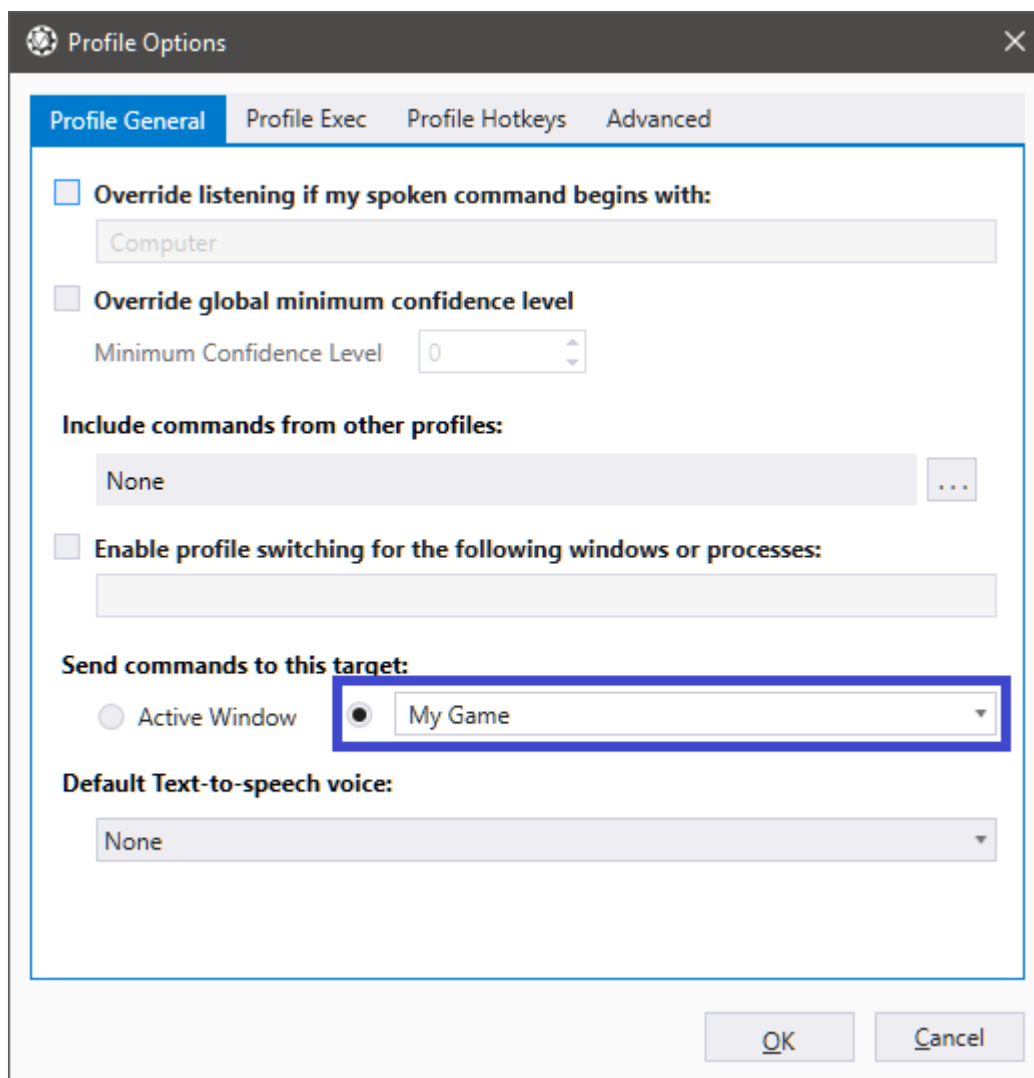 Profile Options
Profile General Profile Exec Profile Hotkeys Advanced
Override listening if my spoken command begins with:
Computer
Override global minimum confidence level
Minimum Confidence Level 0
Include commands from other profiles:
None ...
Enable profile switching for the following windows or processes:
Send commands to this target:
Active Window My Game
Default Text-to-speech voice:
None
OK Cancel